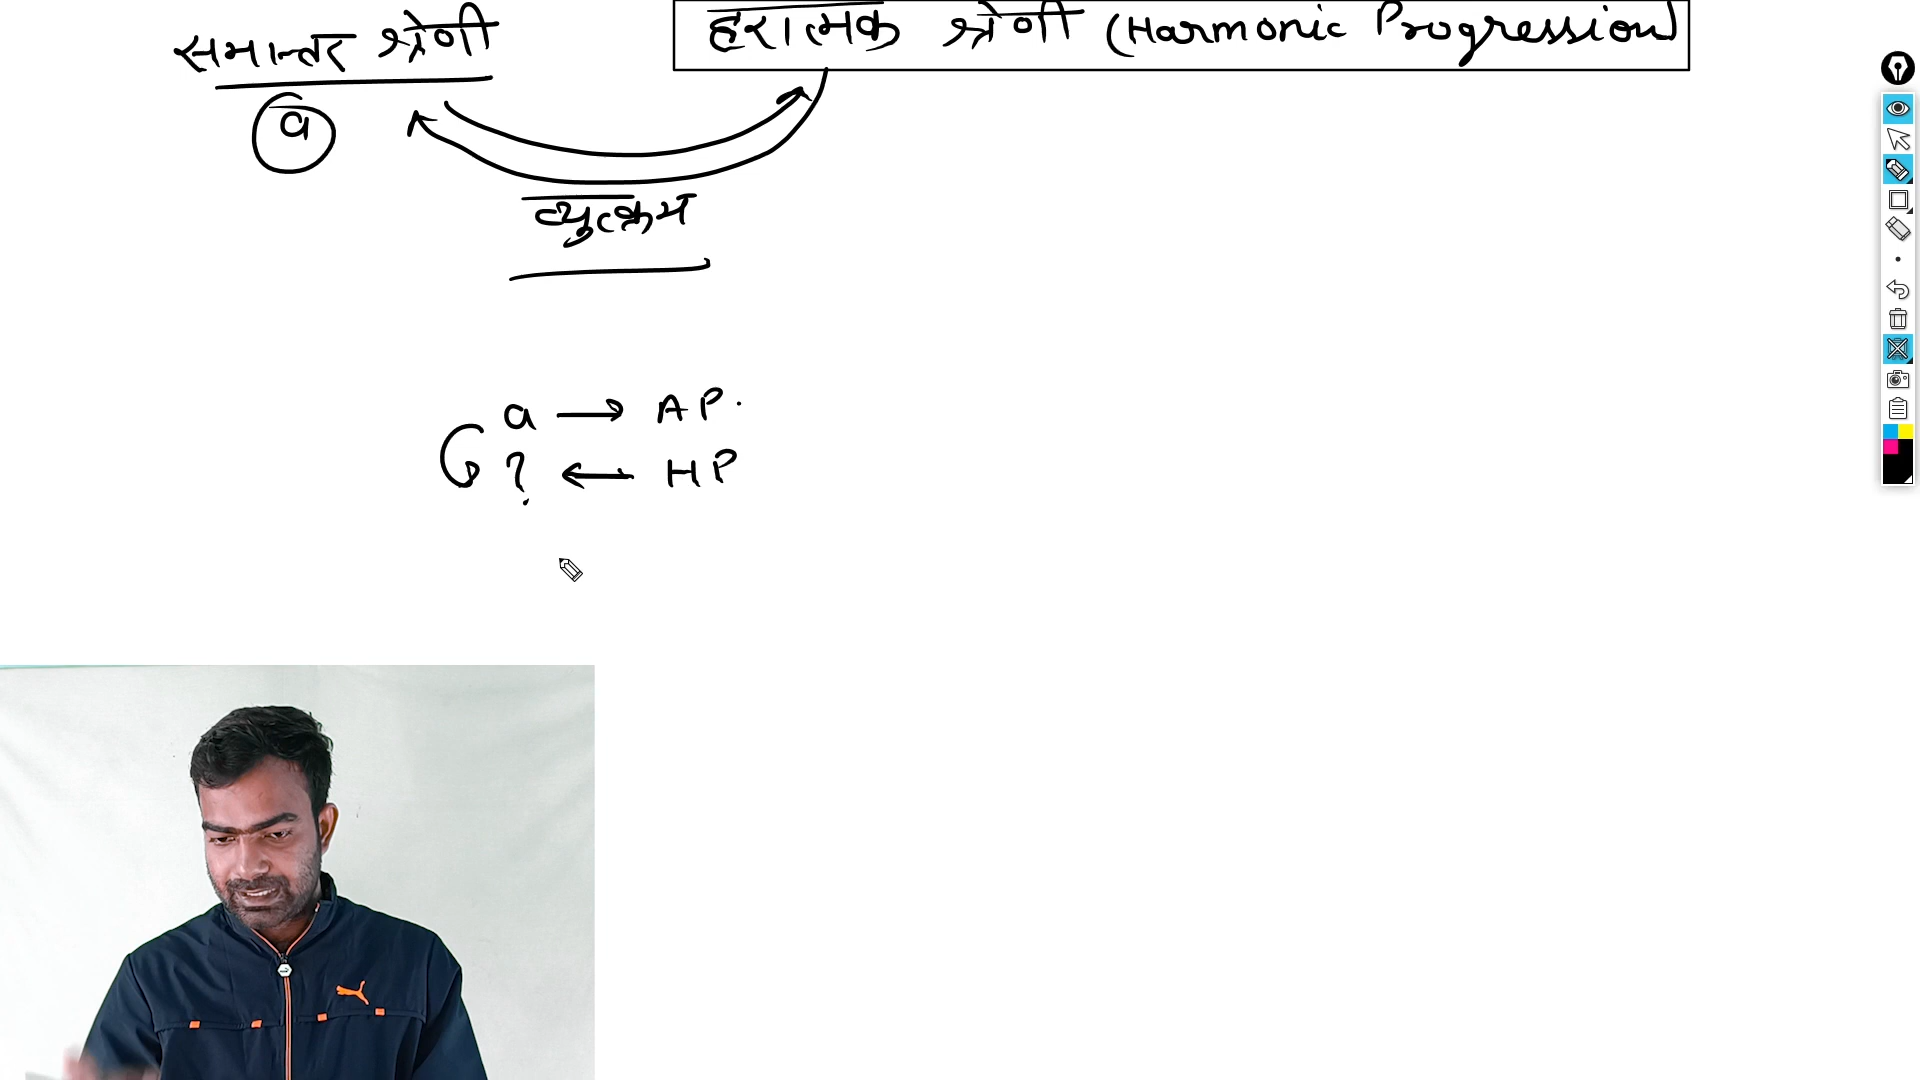 समान्तर श्रेणी
हरात्मक श्रेणी (Harmonic Progression)
a
व्युत्क्रम
a → AP.
? ← HP